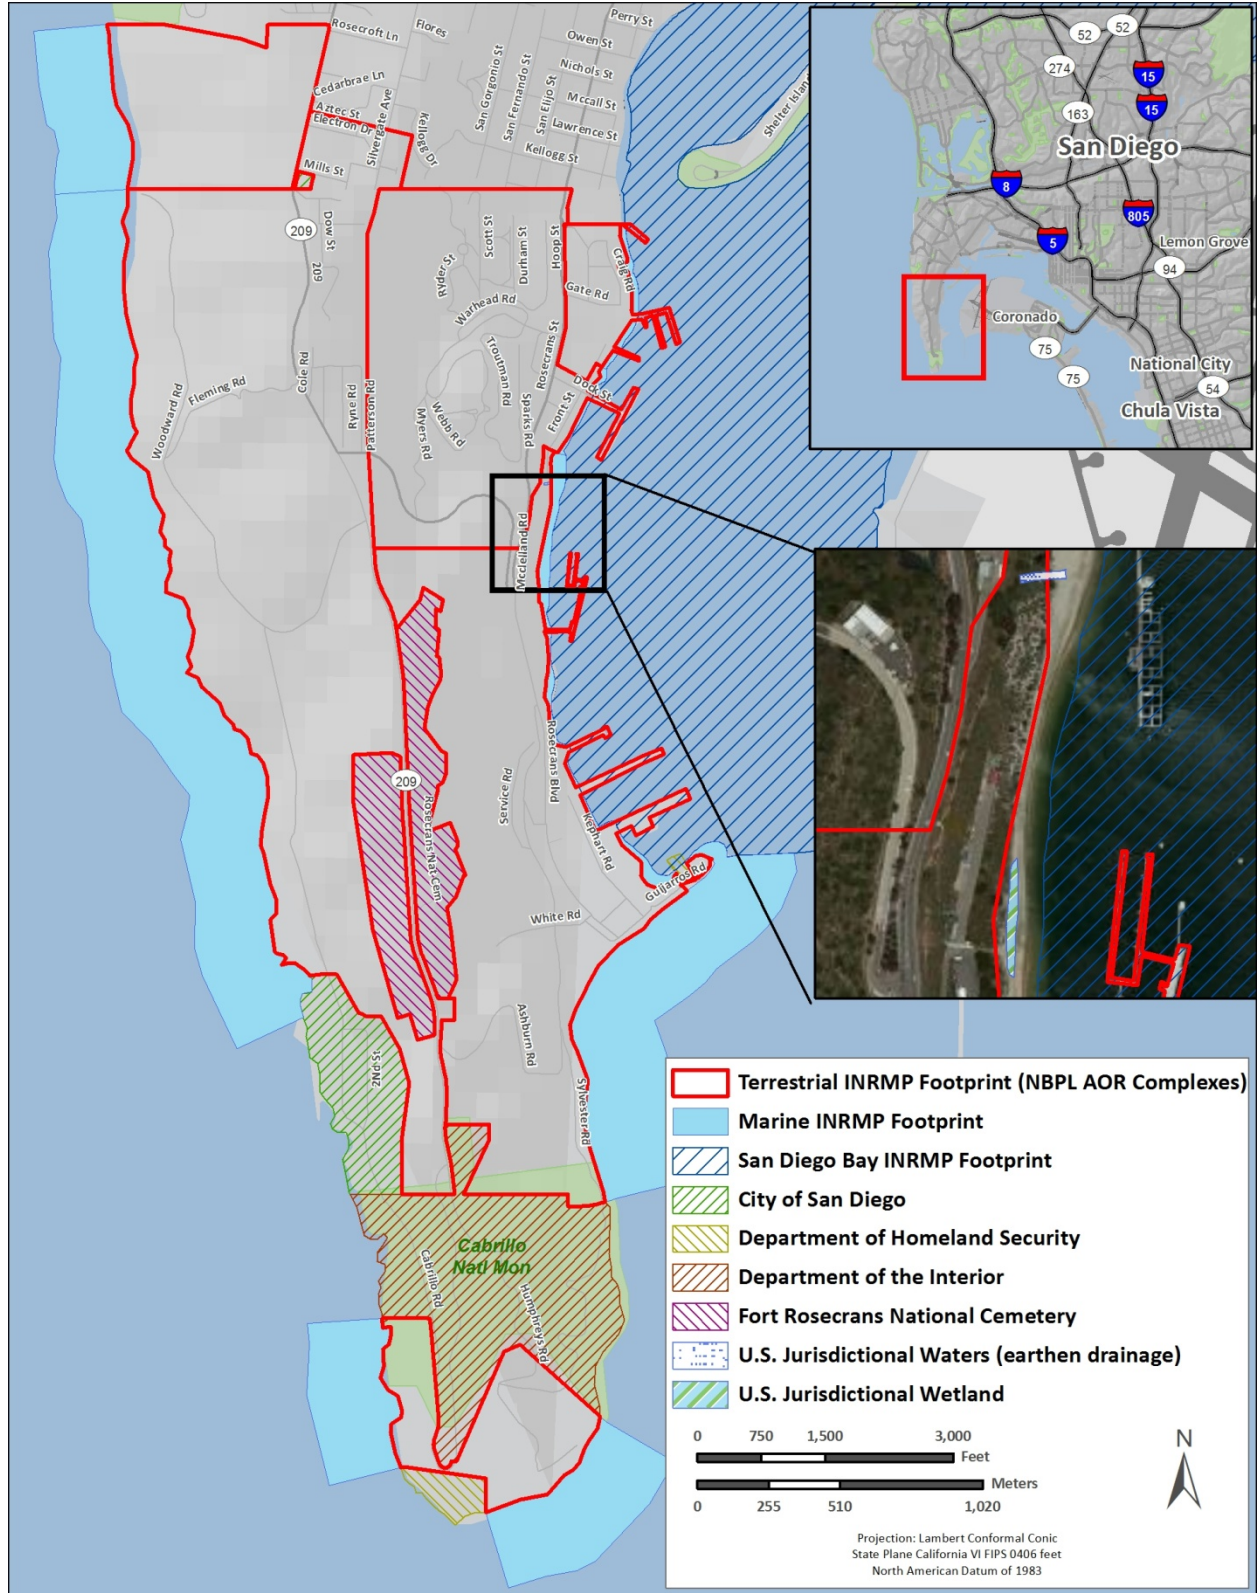 Perry St
Rosecroft Ln
Flores
Owen St
Nichols St
Mccall St
Lawrence St
Kellogg St
San Gorgonio St
San Fernando St
San Elijo St
Cedarbrae Ln
Aztec St
Electron Dr
Silvergate Ave
Kellogg Dr
Mills St
Shelter Island
209
Dow St
209
Scott St
Durham St
Hoop St
Craig Rd
Ryder St
Gate Rd
Warhead Rd
Rosecrans St
Troutman Rd
Dock St
Front St
Sparks Rd
Cole Rd
Fleming Rd
Woodward Rd
Ryne Rd
Patterson Rd
Myers Rd
Webb Rd
Mcclelland Rd
Rosecrans Blvd
Service Rd
Kephart Rd
209
Rosecrans Nat Cem
Guijarros Rd
White Rd
Ashburn Rd
2Nd St
Sylvester Rd
Cabrillo
Natl Mon
Cabrillo Rd
Humphreys Rd
52
52
274
15
15
163
San Diego
8
805
5
Lemon Grove
94
Coronado
75
75
National City
54
Chula Vista
Terrestrial INRMP Footprint (NBPL AOR Complexes)
Marine INRMP Footprint
San Diego Bay INRMP Footprint
City of San Diego
Department of Homeland Security
Department of the Interior
Fort Rosecrans National Cemetery
U.S. Jurisdictional Waters (earthen drainage)
U.S. Jurisdictional Wetland
0 750 1,500 3,000
Feet
Meters
0 255 510 1,020
N
Projection: Lambert Conformal Conic
State Plane California VI FIPS 0406 feet
North American Datum of 1983